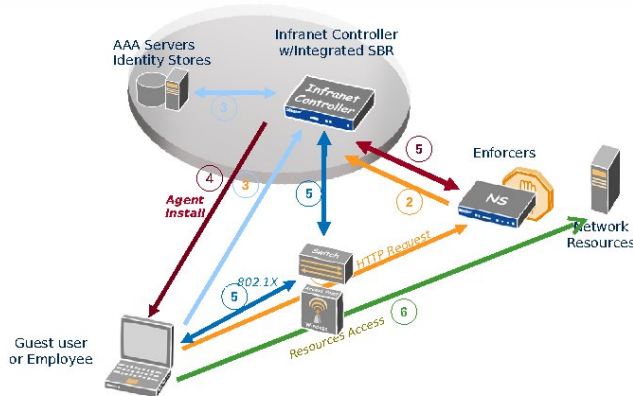 AAA Servers
Identity Stores
Infranet Controller
w/Integrated SBR
Infranet
Controller
3
5
Enforcers
4
3
5
2
NS
Agent
Install
Network
Resources
Switch
HTTP Request
802.1X
5
6
Resources Access
Guest user
or Employee